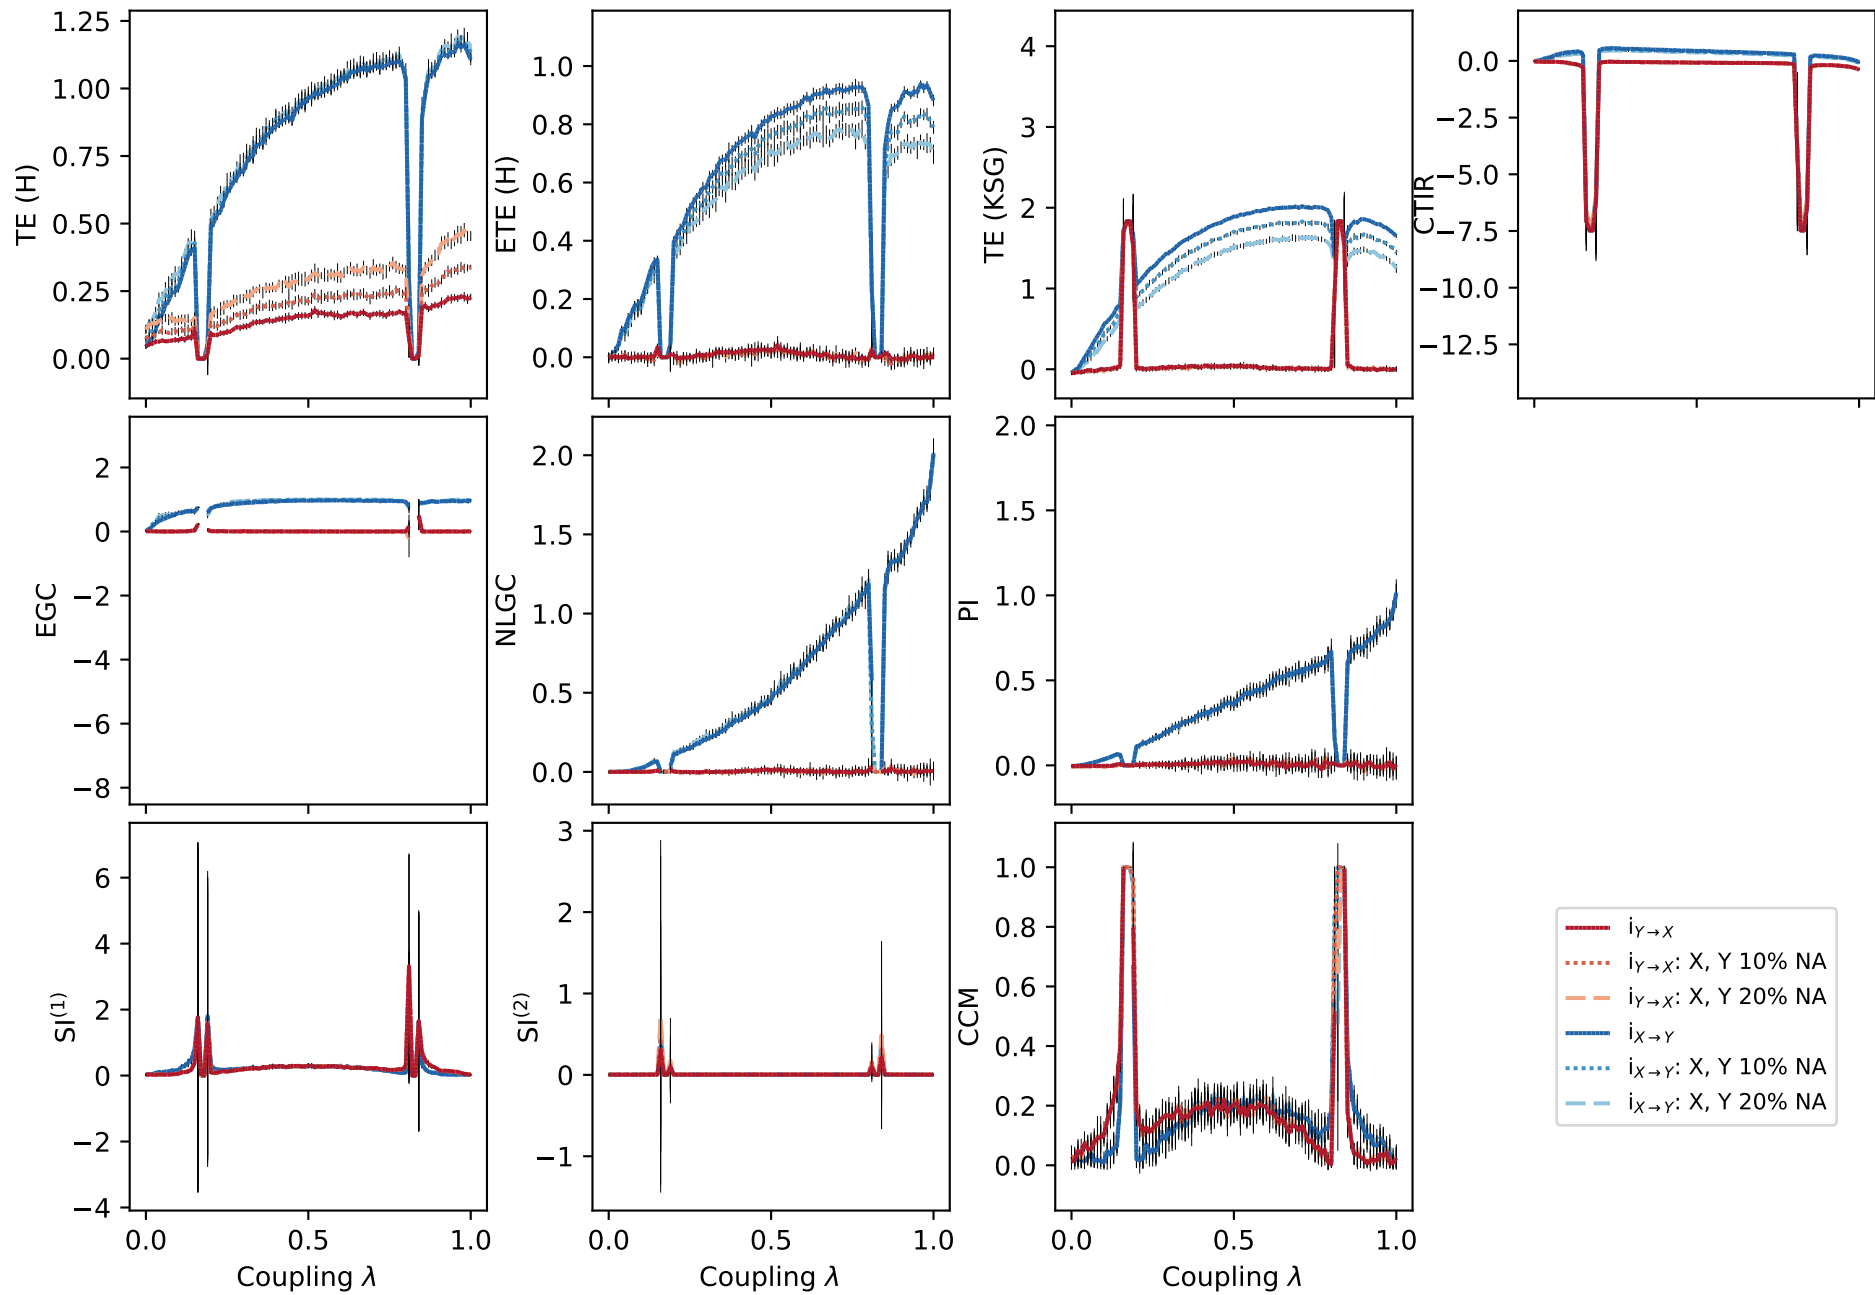 TE (H)
1.25
1.00
0.75
0.50
0.25
0.00
ETE (H)
1.0
0.8
0.6
0.4
0.2
0.0
TE (KSG)
4
3
2
1
0
CTIR
0.0
−2.5
−5.0
−7.5
−10.0
−12.5
EGC
2
0
−2
−4
−6
−8
NLGC
2.0
1.5
1.0
0.5
0.0
PI
2.0
1.5
1.0
0.5
0.0
SI(1)
6
4
2
0
−2
−4
0.0 0.5 1.0
Coupling λ
SI(2)
3
2
1
0
−1
0.0 0.5 1.0
Coupling λ
CCM
1.0
0.8
0.6
0.4
0.2
0.0
0.0 0.5 1.0
Coupling λ
iY→X
iY→X: X, Y 10% NA
iY→X: X, Y 20% NA
iX→Y
iX→Y: X, Y 10% NA
iX→Y: X, Y 20% NA